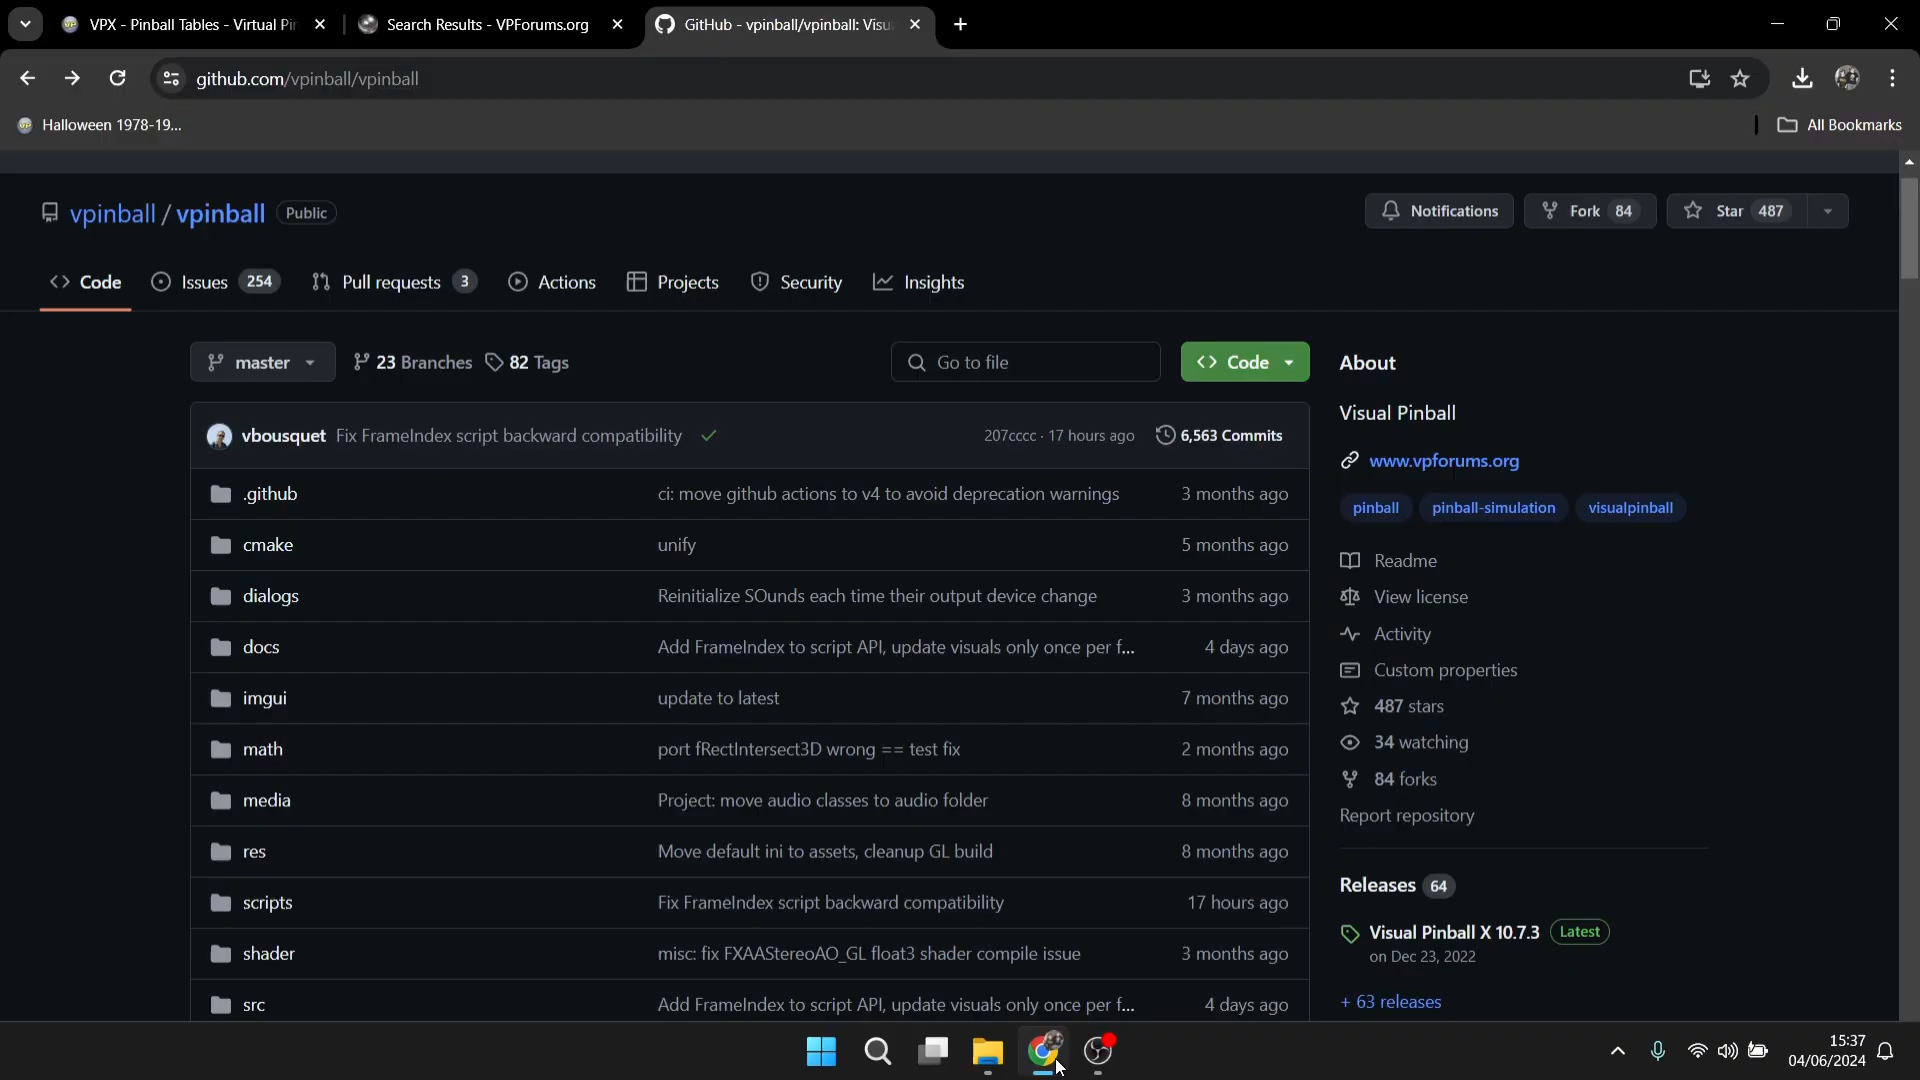 VPX - Pinball Tables - Virtual Pin
Search Results - VPForums.org
GitHub - vpinball/vpinball: Visu
github.com/vpinball/vpinball
Halloween 1978-19...
All Bookmarks
vpinball / vpinball Public
Notifications
Fork 84
Star 487
Code
Issues 254
Pull requests 3
Actions
Projects
Security
Insights
master
23 Branches
82 Tags
Go to file
Code
vbousquet Fix FrameIndex script backward compatibility
207cccc · 17 hours ago
6,563 Commits
.github ci: move github actions to v4 to avoid deprecation warnings 3 months ago
cmake unify 5 months ago
dialogs Reinitialize SOunds each time their output device change 3 months ago
docs Add FrameIndex to script API, update visuals only once per f... 4 days ago
imgui update to latest 7 months ago
math port fRectIntersect3D wrong == test fix 2 months ago
media Project: move audio classes to audio folder 8 months ago
res Move default ini to assets, cleanup GL build 8 months ago
scripts Fix FrameIndex script backward compatibility 17 hours ago
shader misc: fix FXAAStereoAO_GL float3 shader compile issue 3 months ago
src Add FrameIndex to script API, update visuals only once per f... 4 days ago
About
Visual Pinball
www.vpforums.org
pinball pinball-simulation visualpinball
Readme
View license
Activity
Custom properties
487 stars
34 watching
84 forks
Report repository
Releases 64
Visual Pinball X 10.7.3 Latest
on Dec 23, 2022
+ 63 releases
15:37
04/06/2024